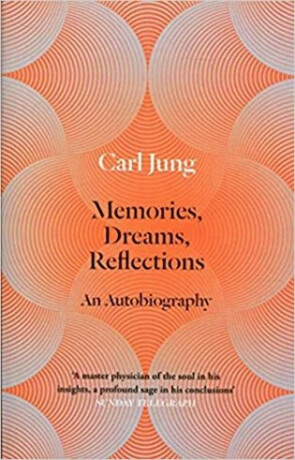 Carl Jung
Memories,
Dreams,
Reflections
An Autobiography
'A master physician of the soul in his
insights, a profound sage in his conclusions'
SUNDAY TELEGRAPH